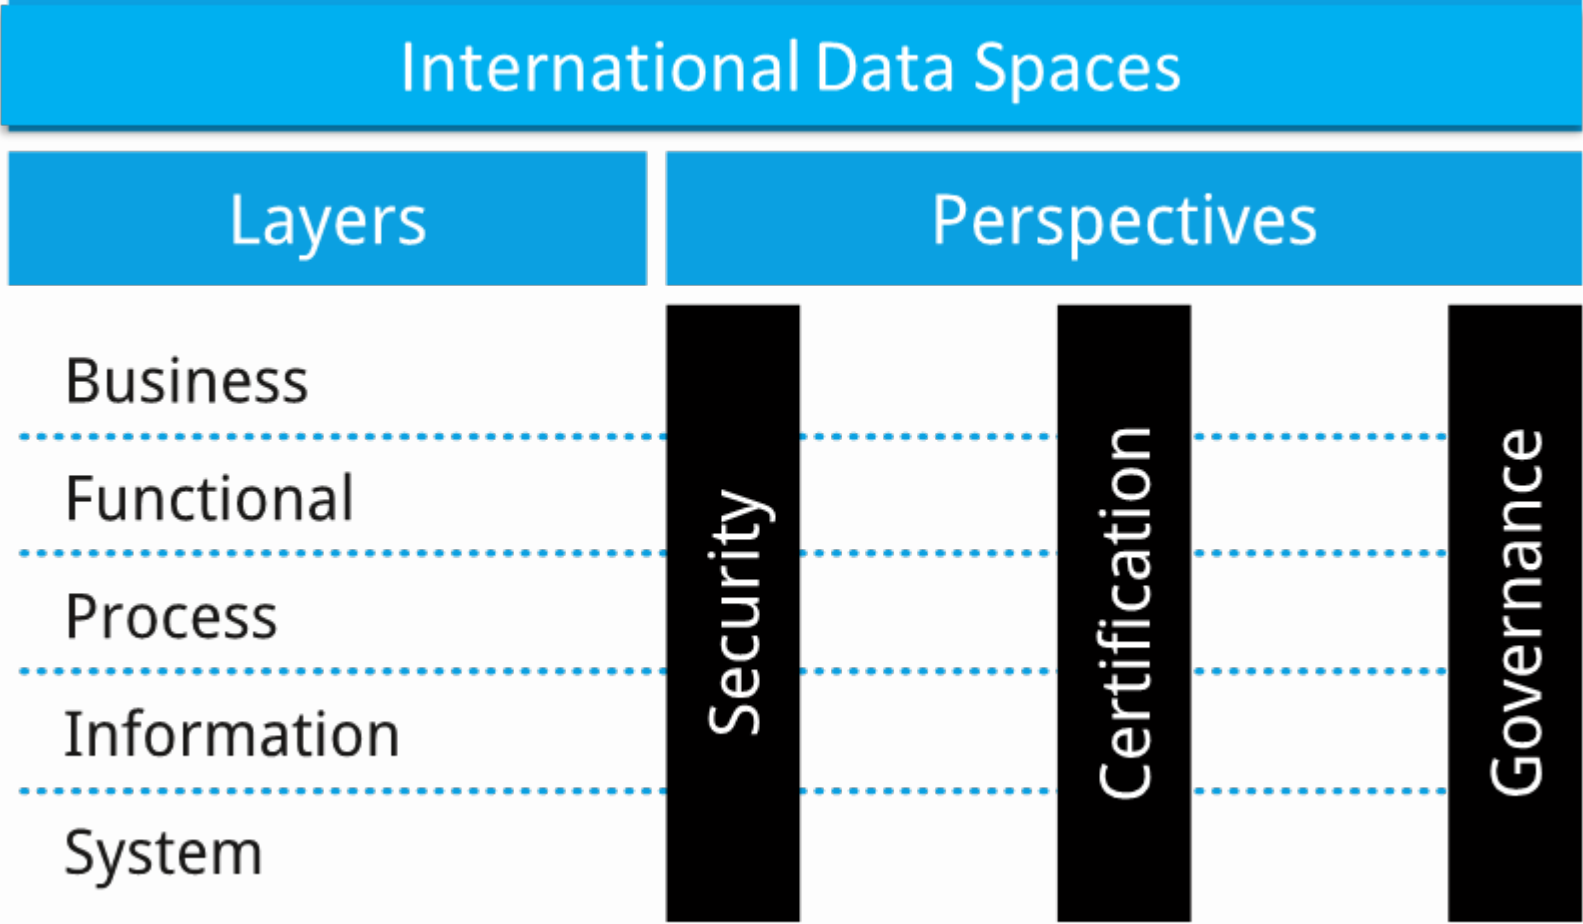 International Data Spaces
Layers
Perspectives
Business
Functional
Process
Information
System
Security
Certification
Governance